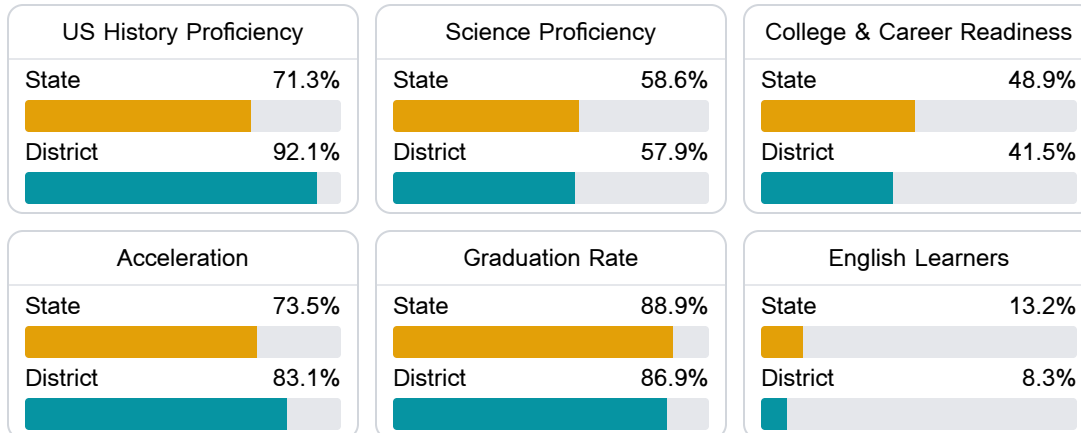 US History Proficiency
State 71.3%
District 92.1%
Science Proficiency
State 58.6%
District 57.9%
College & Career Readiness
State 48.9%
District 41.5%
Acceleration
State 73.5%
District 83.1%
Graduation Rate
State 88.9%
District 86.9%
English Learners
State 13.2%
District 8.3%